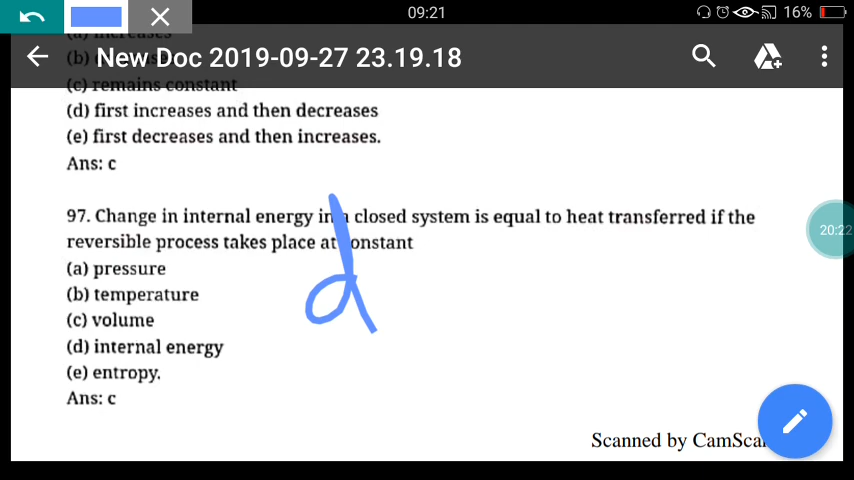 09:21
16%
(b)
New Doc 2019-09-27 23.19.18
(c) remains constant
(d) first increases and then decreases
(e) first decreases and then increases.
Ans: c
97. Change in internal energy in a closed system is equal to heat transferred if the
reversible process takes place at constant
(a) pressure
(b) temperature
(c) volume
(d) internal energy
(e) entropy.
Ans: c
d
20:22
Scanned by CamSca